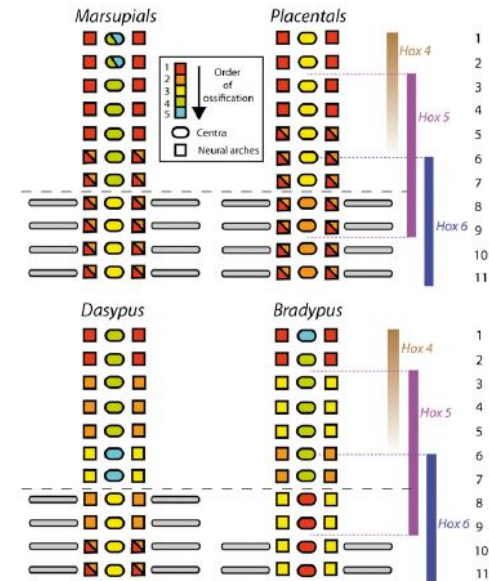 Marsupials
Placentals
1
2
3
4
5
Order
of
ossification
Centra
Neural arches
Hox 4
Hox 5
Hox 6
1
2
3
4
5
6
7
8
9
10
11
Dasypus
Bradypus
Hox 4
Hox 5
Hox 6
1
2
3
4
5
6
7
8
9
10
11